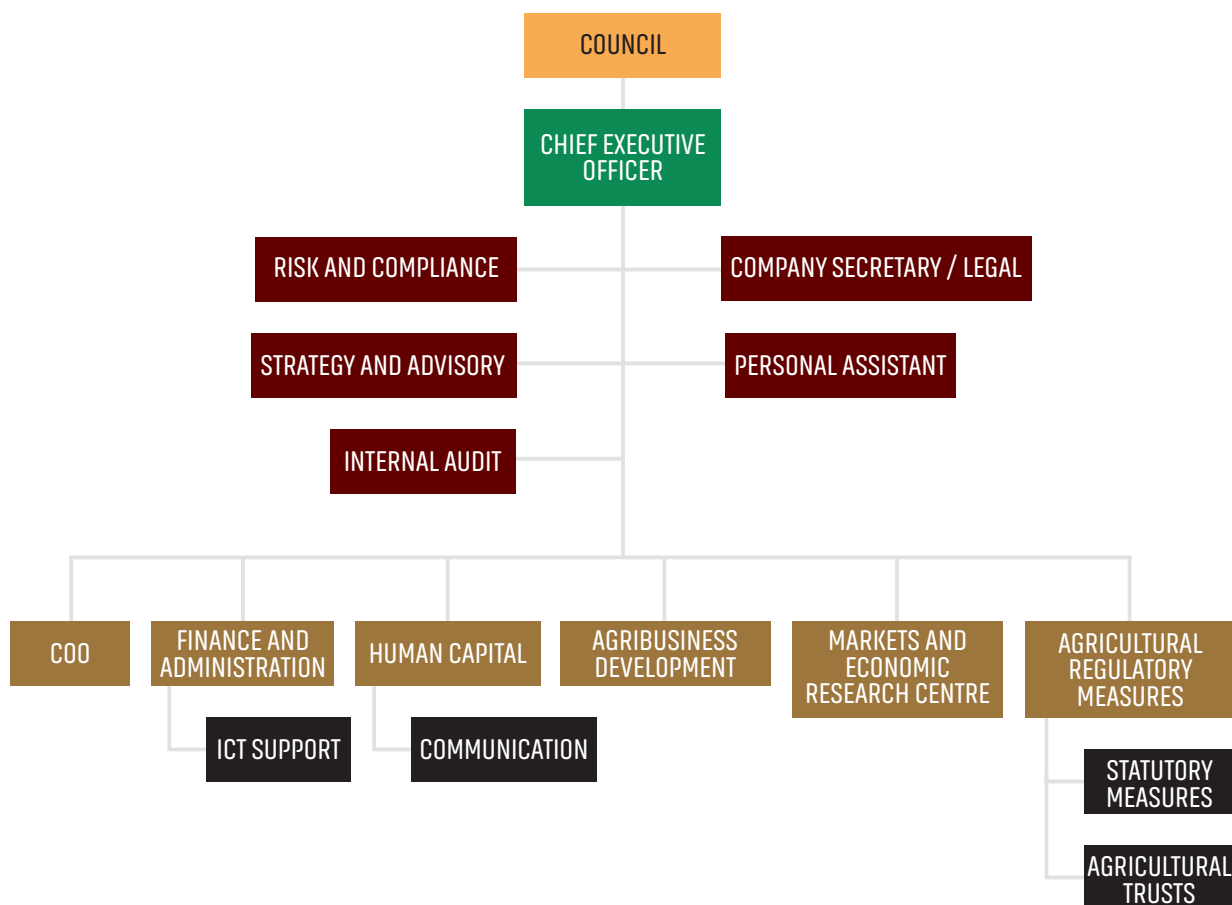 COUNCIL
CHIEF EXECUTIVE
OFFICER
RISK AND COMPLIANCE
COMPANY SECRETARY / LEGAL
STRATEGY AND ADVISORY
PERSONAL ASSISTANT
INTERNAL AUDIT
COO
FINANCE AND
ADMINISTRATION
HUMAN CAPITAL
AGRIBUSINESS
DEVELOPMENT
MARKETS AND
ECONOMIC
RESEARCH CENTRE
AGRICULTURAL
REGULATORY
MEASURES
ICT SUPPORT
COMMUNICATION
STATUTORY
MEASURES
AGRICULTURAL
TRUSTS